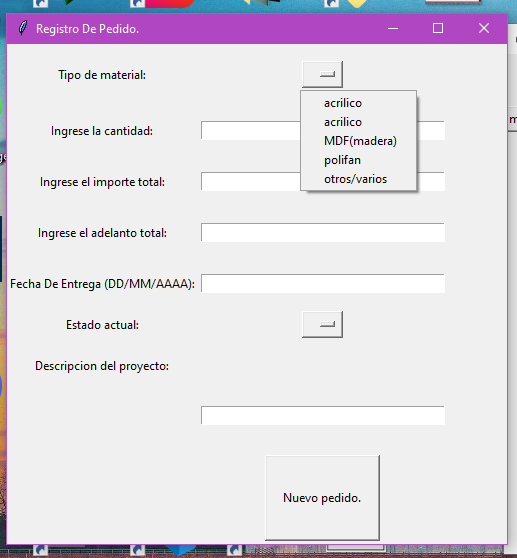 Registro De Pedido.
Tipo de material:
acrilico
acrilico
MDF(madera)
polifan
otros/varios
Ingrese la cantidad:
Ingrese el importe total:
Ingrese el adelanto total:
Fecha De Entrega (DD/MM/AAAA):
Estado actual:
Descripcion del proyecto:
Nuevo pedido.